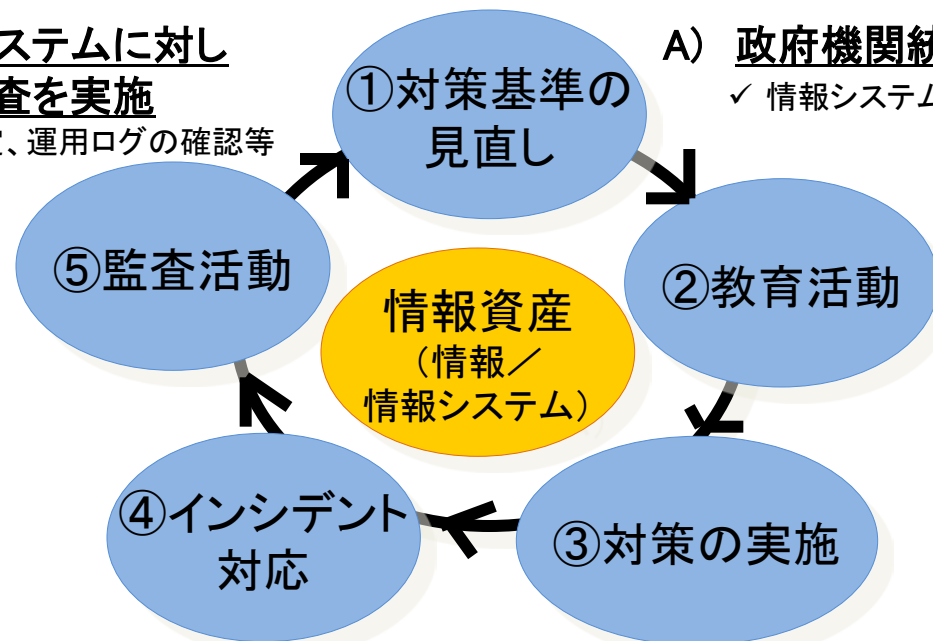 ステムに対し
査を実施
、運用ログの確認等
A) 政府機関統
✓ 情報システム
①対策基準の
見直し
②教育活動
③対策の実施
④インシデント
対応
⑤監査活動
情報資産
（情報／
情報システム）